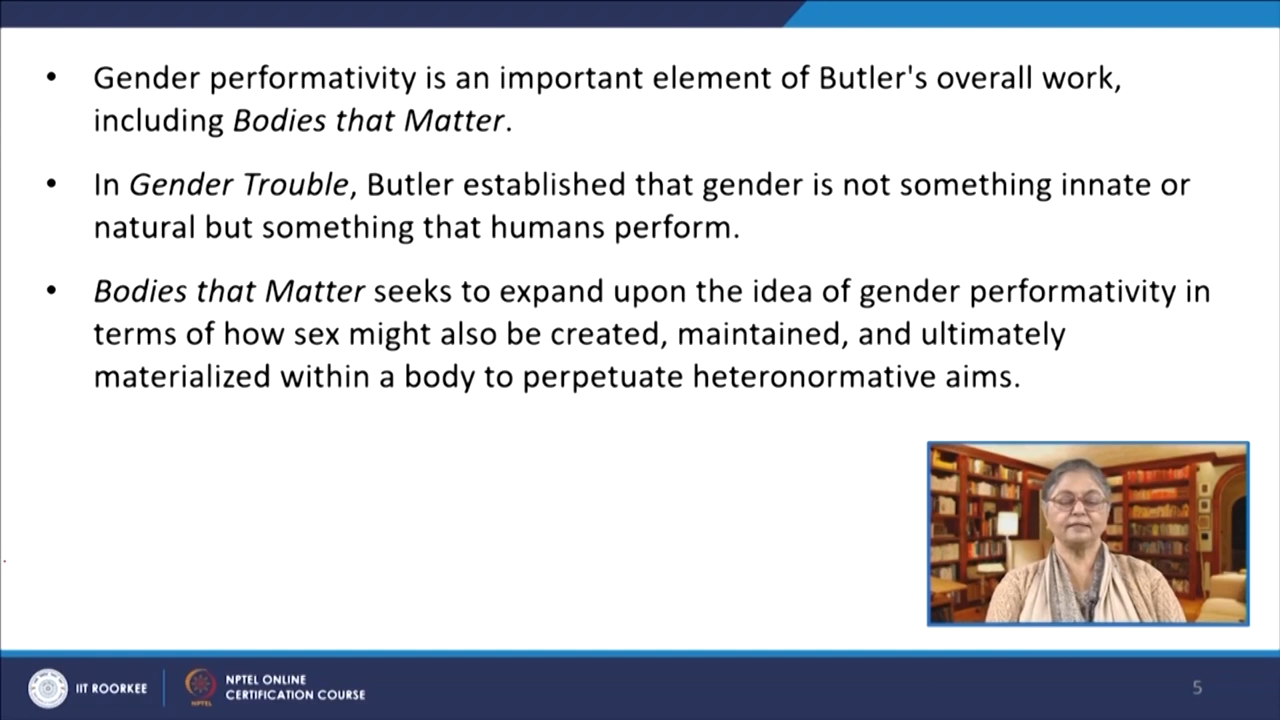 • Gender performativity is an important element of Butler's overall work,
including Bodies that Matter.
• In Gender Trouble, Butler established that gender is not something innate or
natural but something that humans perform.
• Bodies that Matter seeks to expand upon the idea of gender performativity in
terms of how sex might also be created, maintained, and ultimately
materialized within a body to perpetuate heteronormative aims.
IIT ROORKEE
NPTEL
NPTEL ONLINE
CERTIFICATION COURSE
5